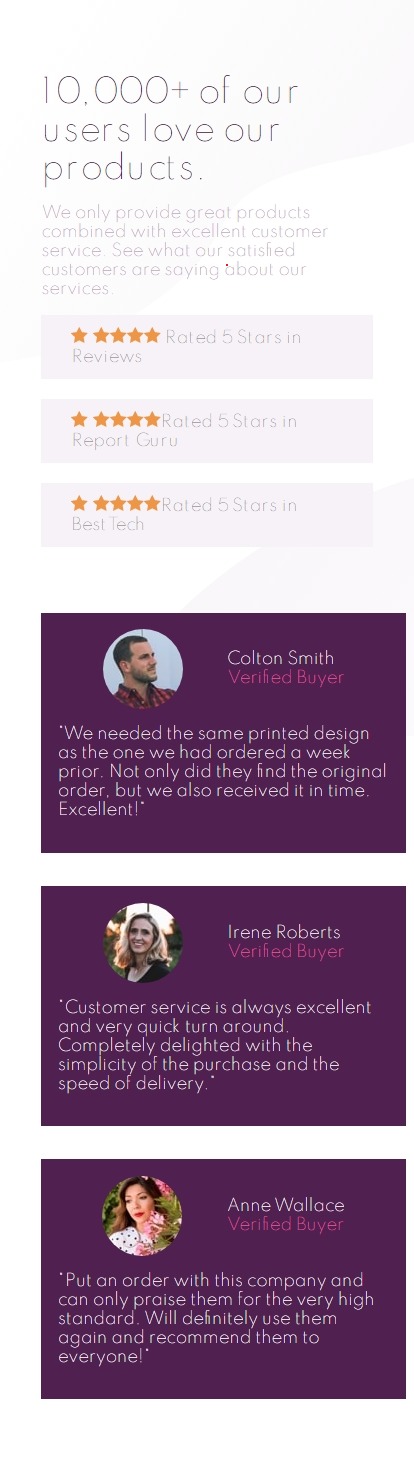 10,000+ of our
users love our
products.
We only provide great products
combined with excellent customer
service. See what our satisfied
customers are saying about our
services.
Rated 5 Stars in
Reviews
Rated 5 Stars in
Report Guru
Rated 5 Stars in
BestTech
Colton Smith
Verified Buyer
"We needed the same printed design
as the one we had ordered a week
prior. Not only did they find the original
order, but we also received it in time.
Excellent!"
Irene Roberts
Verified Buyer
"Customer service is always excellent
and very quick turn around.
Completely delighted with the
simplicity of the purchase and the
speed of delivery."
Anne Wallace
Verified Buyer
"Put an order with this company and
can only praise them for the very high
standard. Will definitely use them
again and recommend them to
everyone!"